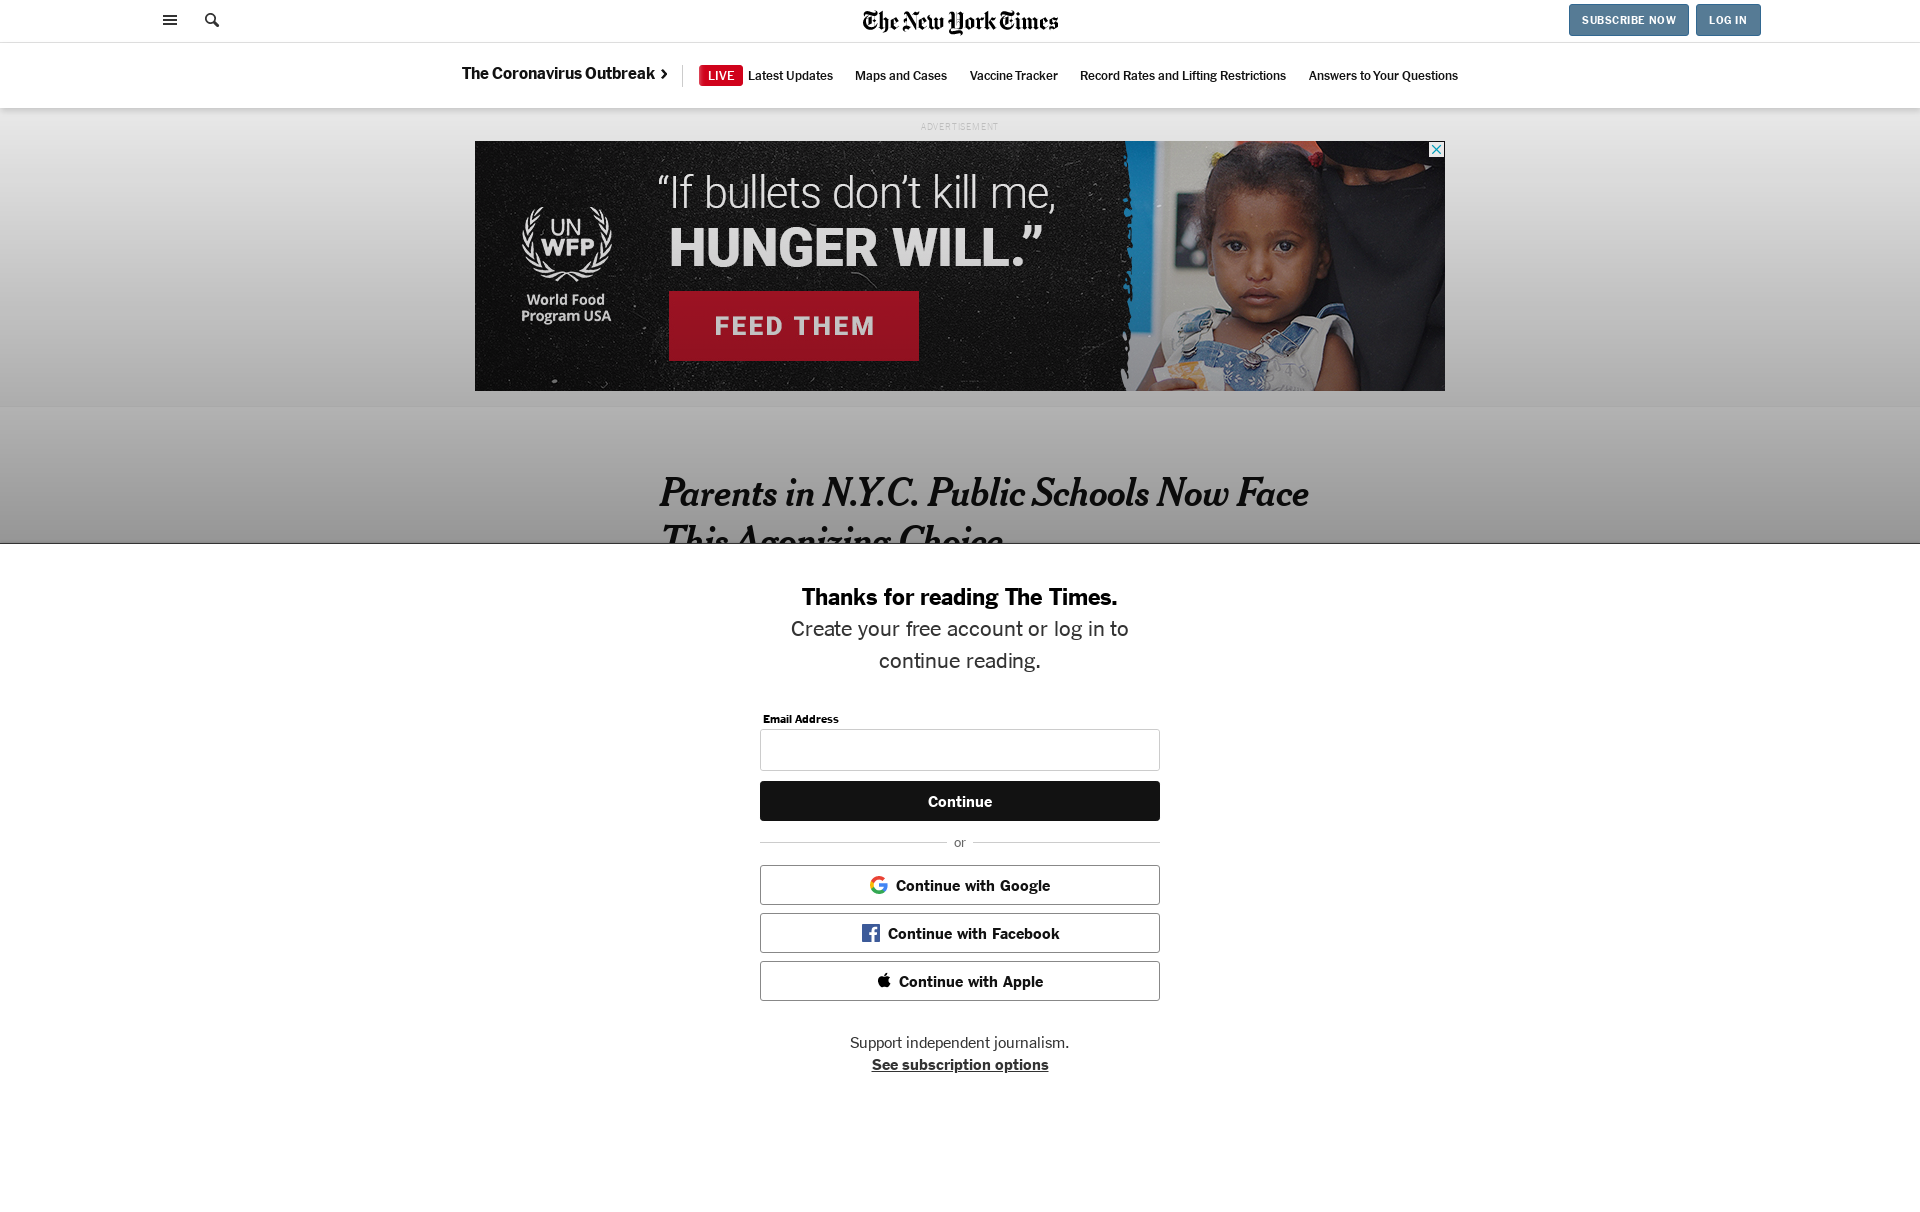 The New York Times
SUBSCRIBE NOW
LOG IN
The Coronavirus Outbreak
LIVE Latest Updates
Maps and Cases
Vaccine Tracker
Record Rates and Lifting Restrictions
Answers to Your Questions
ADVERTISEMENT
UN
WFP
World Food
Program USA
“If bullets don’t kill me,
HUNGER WILL.”
FEED THEM
Parents in N.Y.C. Public Schools Now Face
This Agonizing Choice
Thanks for reading The Times.
Create your free account or log in to
continue reading.
Email Address
Continue
or
Continue with Google
Continue with Facebook
Continue with Apple
Support independent journalism.
See subscription options